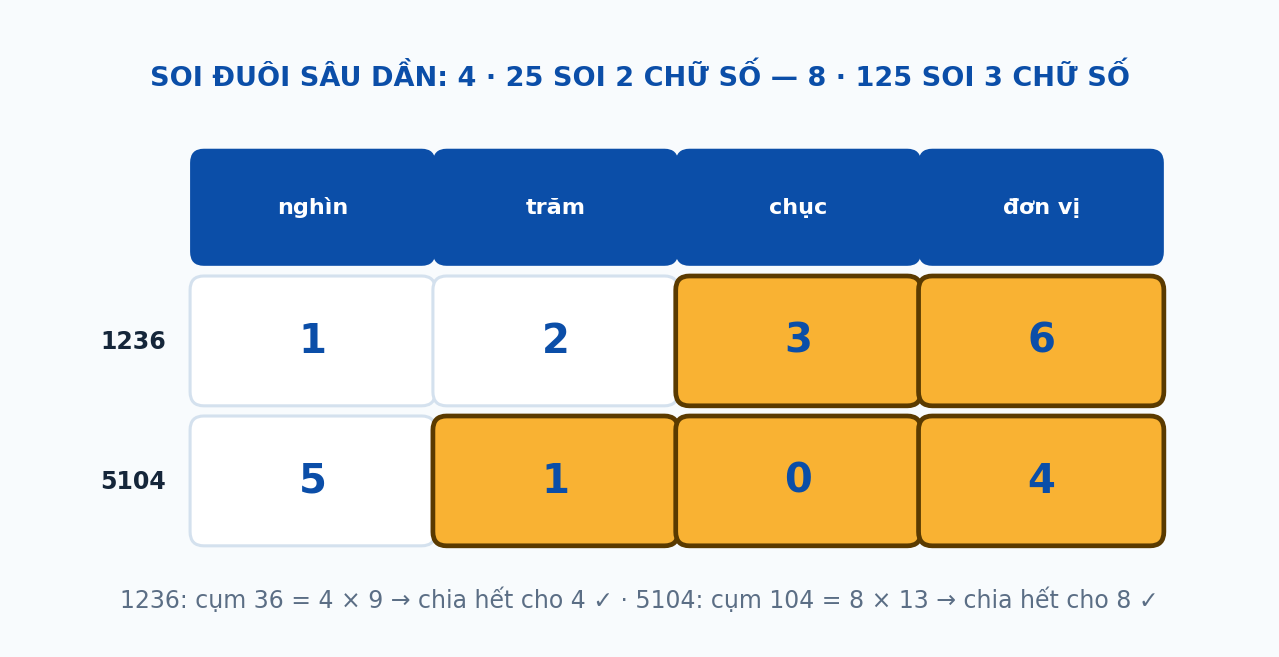 SOI ĐUÔI SÂU DẦN: 4 · 25 SOI 2 CHỮ SỐ — 8 · 125 SOI 3 CHỮ SỐ
nghìn trăm chục đơn vị
1236 1 2 3 6
5104 5 1 0 4
1236: cụm 36 = 4 × 9 → chia hết cho 4 ✓ · 5104: cụm 104 = 8 × 13 → chia hết cho 8 ✓